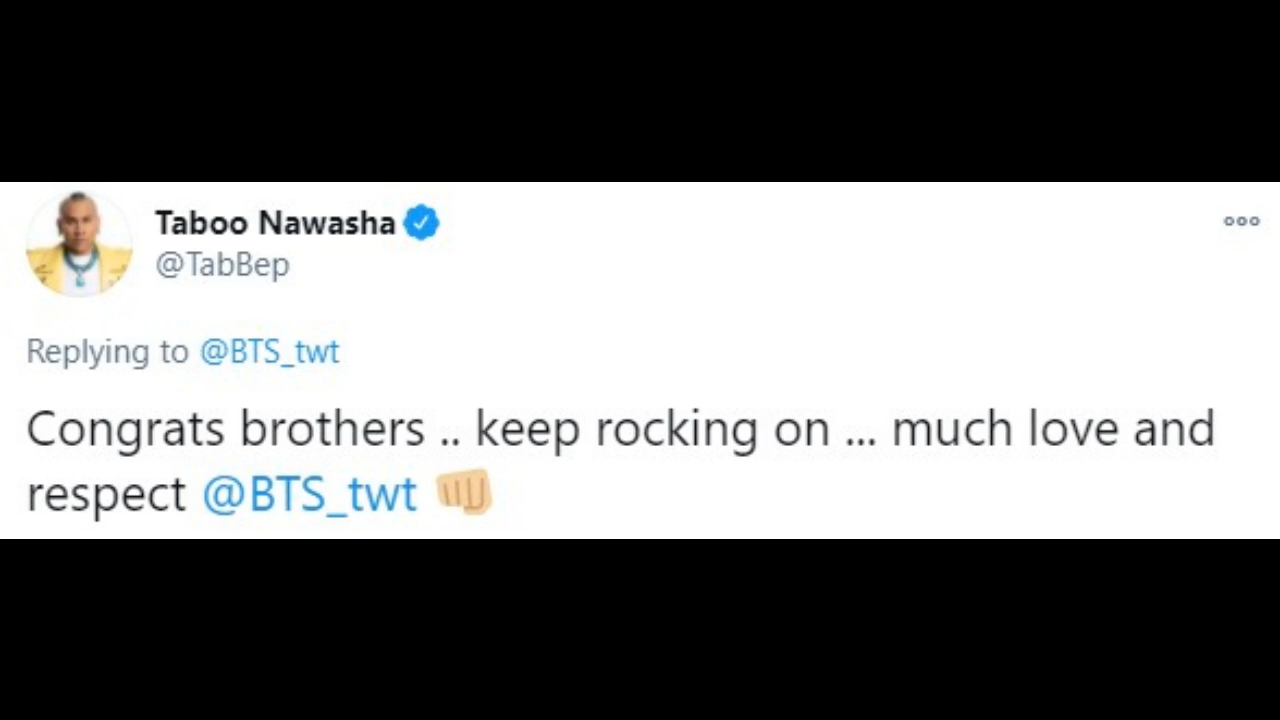 Taboo Nawasha
@TabBep
Replying to @BTS_twt
Congrats brothers .. keep rocking on ... much love and
respect @BTS_twt 👊🏼